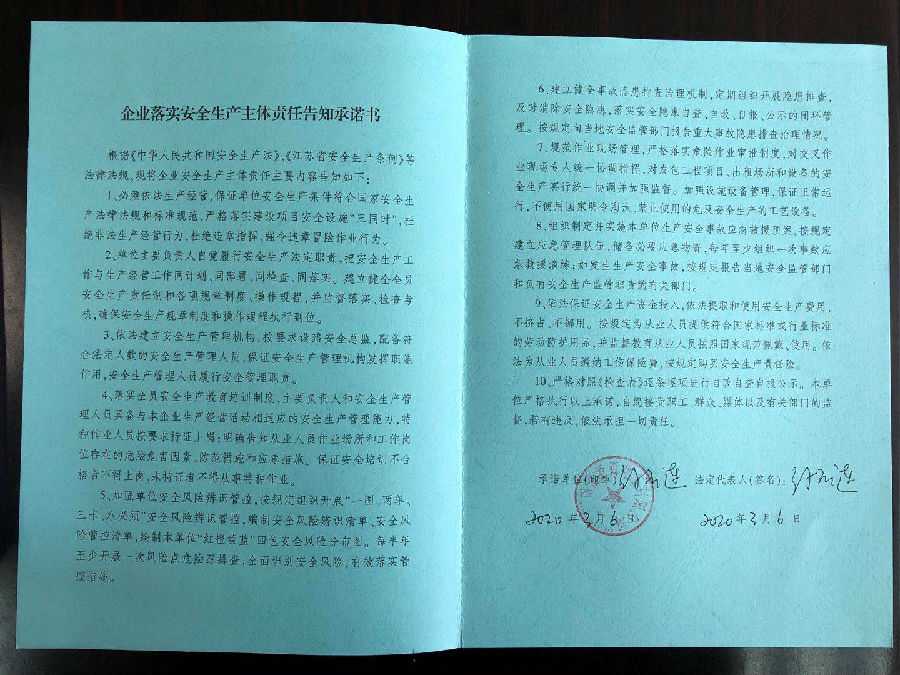 企业落实安全生产主体责任告知承诺书
根据《中华人民共和国安全生产法》、《江苏省安全生产条例》等
法律法规，现将企业安全生产主体责任主要内容告知如下：
1、必须依法生产经营，保证单位安全生产条件符合国家安全生
产法律法规和标准规范，严格落实建设项目安全设施“三同时”，杜
绝非法生产经营行为，杜绝违章指挥、强令违章冒险作业行为。
2、单位主要负责人自觉履行安全生产法定职责，把安全生产工
作与生产经营工作同计划、同部署、同检查、同落实。建立健全全员
安全生产责任制和各项规章制度、操作规程，并监督落实、检查考
核，确保安全生产规章制度和操作规程执行到位。
3、依法建立安全生产管理机构，按要求设路安全总监，配备符
合法定人数的安全生产管理人员，保证安全生产管理机构发挥职能
作用，安全生产管理人员履行安全管理职责。
4、落实全员安全生产教育培训制度，主要负责人和安全生产管
理人员具备与本企业生产经营活动相适应的安全生产管理能力，特
种作业人员按要求持证上岗；明确告知从业人员作业场所和工作岗
位存在的危险危害因素、防范措施和应急措施。保证安全培训不合
格者不得上岗，未持证者不得从事特种作业。
5、加强单位安全风险辨识管控，按规定组织开展“一图、两单、
三卡、六必须”安全风险辨识管控，编制安全风险辨识清单、安全风
险管控清单，绘制本单位“红橙黄蓝”四色安全风险分布图。每半年
至少开展一次风险点危险源排查，全面辨别安全风险，有效落实管
控措施。
6、建立健全事故隐患排查治理机制，定期组织开展隐患排查，
及时消除安全隐患，落实安全隐患自查、自改、自报、公示的闭环管
理。按规定向当地安全监管部门报告重大事故隐患排查治理情况。
7、规范作业现场管理，严格落实危险作业审批制度，对交叉作
业现场专人统一协调指挥，对发包工程项目、出租场所和设备的安
全生产实行统一协调并加强监督。加强设施设备管理，保证正常运
行，不使用国家明令淘汰、禁止使用的危及安全生产的工艺设备。
8、组织制定并实施本单位生产安全事故应急救援预案，按规定
建立应急管理队伍，储备必要应急物资，每年至少组织一次事故应
急救援演练；如发生生产安全事故，按规定报告当地安全监管部门
和负有安全生产监管职责的有关部门。
9、依法保证安全生产资金投入，依法提取和使用安全生产费用，
不挤占、不挪用。按规定为从业人员提供符合国家标准或行业标准
的劳动防护用品，并监督教育从业人员按照国家规范佩戴、使用。依
法为从业人员缴纳工伤保险费，按规定购买安全生产责任险。
10、严格对照《检查表》逐条逐项进行自改自查自报公示。本单
位严格执行以上承诺，自觉接受职工、群众、媒体以及有关部门的监
督，若有违反，依法承担一切责任。
承诺单位 法定代表人(签名)：
2020年3月6日 2020年3月6日